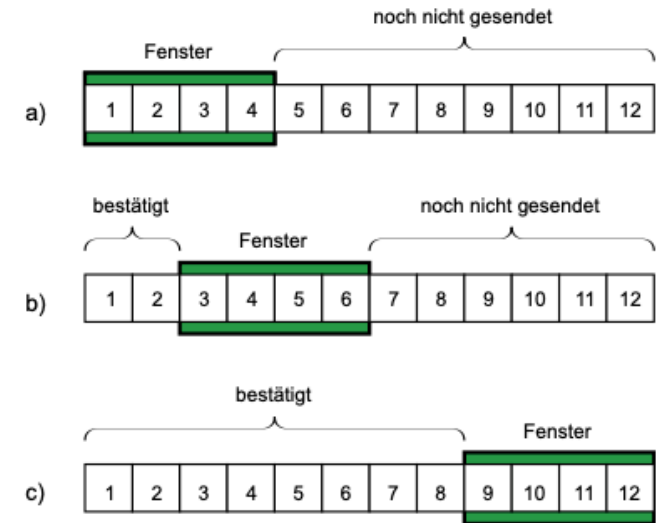 noch nicht gesendet
Fenster
a) 1 2 3 4 5 6 7 8 9 10 11 12
bestätigt noch nicht gesendet
Fenster
b) 1 2 3 4 5 6 7 8 9 10 11 12
bestätigt
Fenster
c) 1 2 3 4 5 6 7 8 9 10 11 12